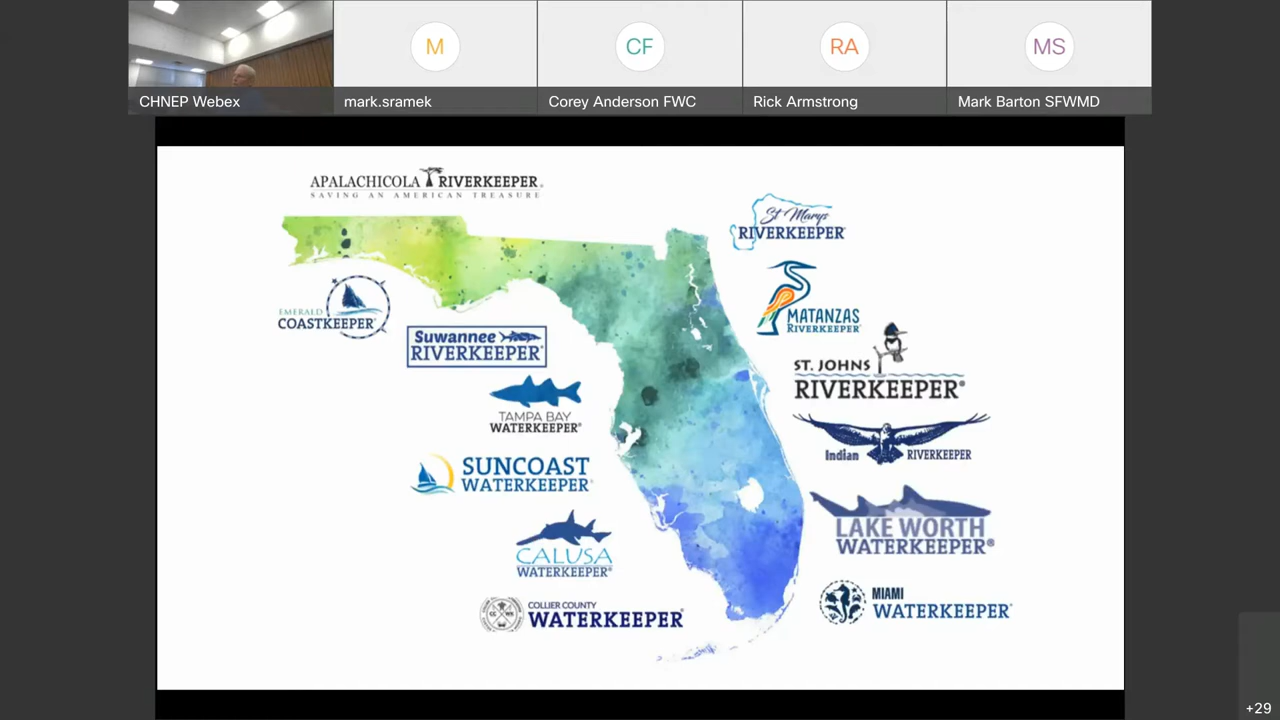 M
CF
RA
MS
CHNEP Webex
mark.sramek
Corey Anderson FWC
Rick Armstrong
Mark Barton SFWMD
APALACHICOLA RIVERKEEPER®
SAVING AN AMERICAN TREASURE
St Marys
RIVERKEEPER®
EMERALD
COASTKEEPER®
MATANZAS
RIVERKEEPER®
Suwannee
RIVERKEEPER®
ST. JOHNS
RIVERKEEPER®
TAMPA BAY
WATERKEEPER®
Indian RIVERKEEPER
SUNCOAST
WATERKEEPER®
LAKE WORTH
WATERKEEPER®
CALUSA
WATERKEEPER®
COLLIER COUNTY
WATERKEEPER®
MIAMI
WATERKEEPER®
+29